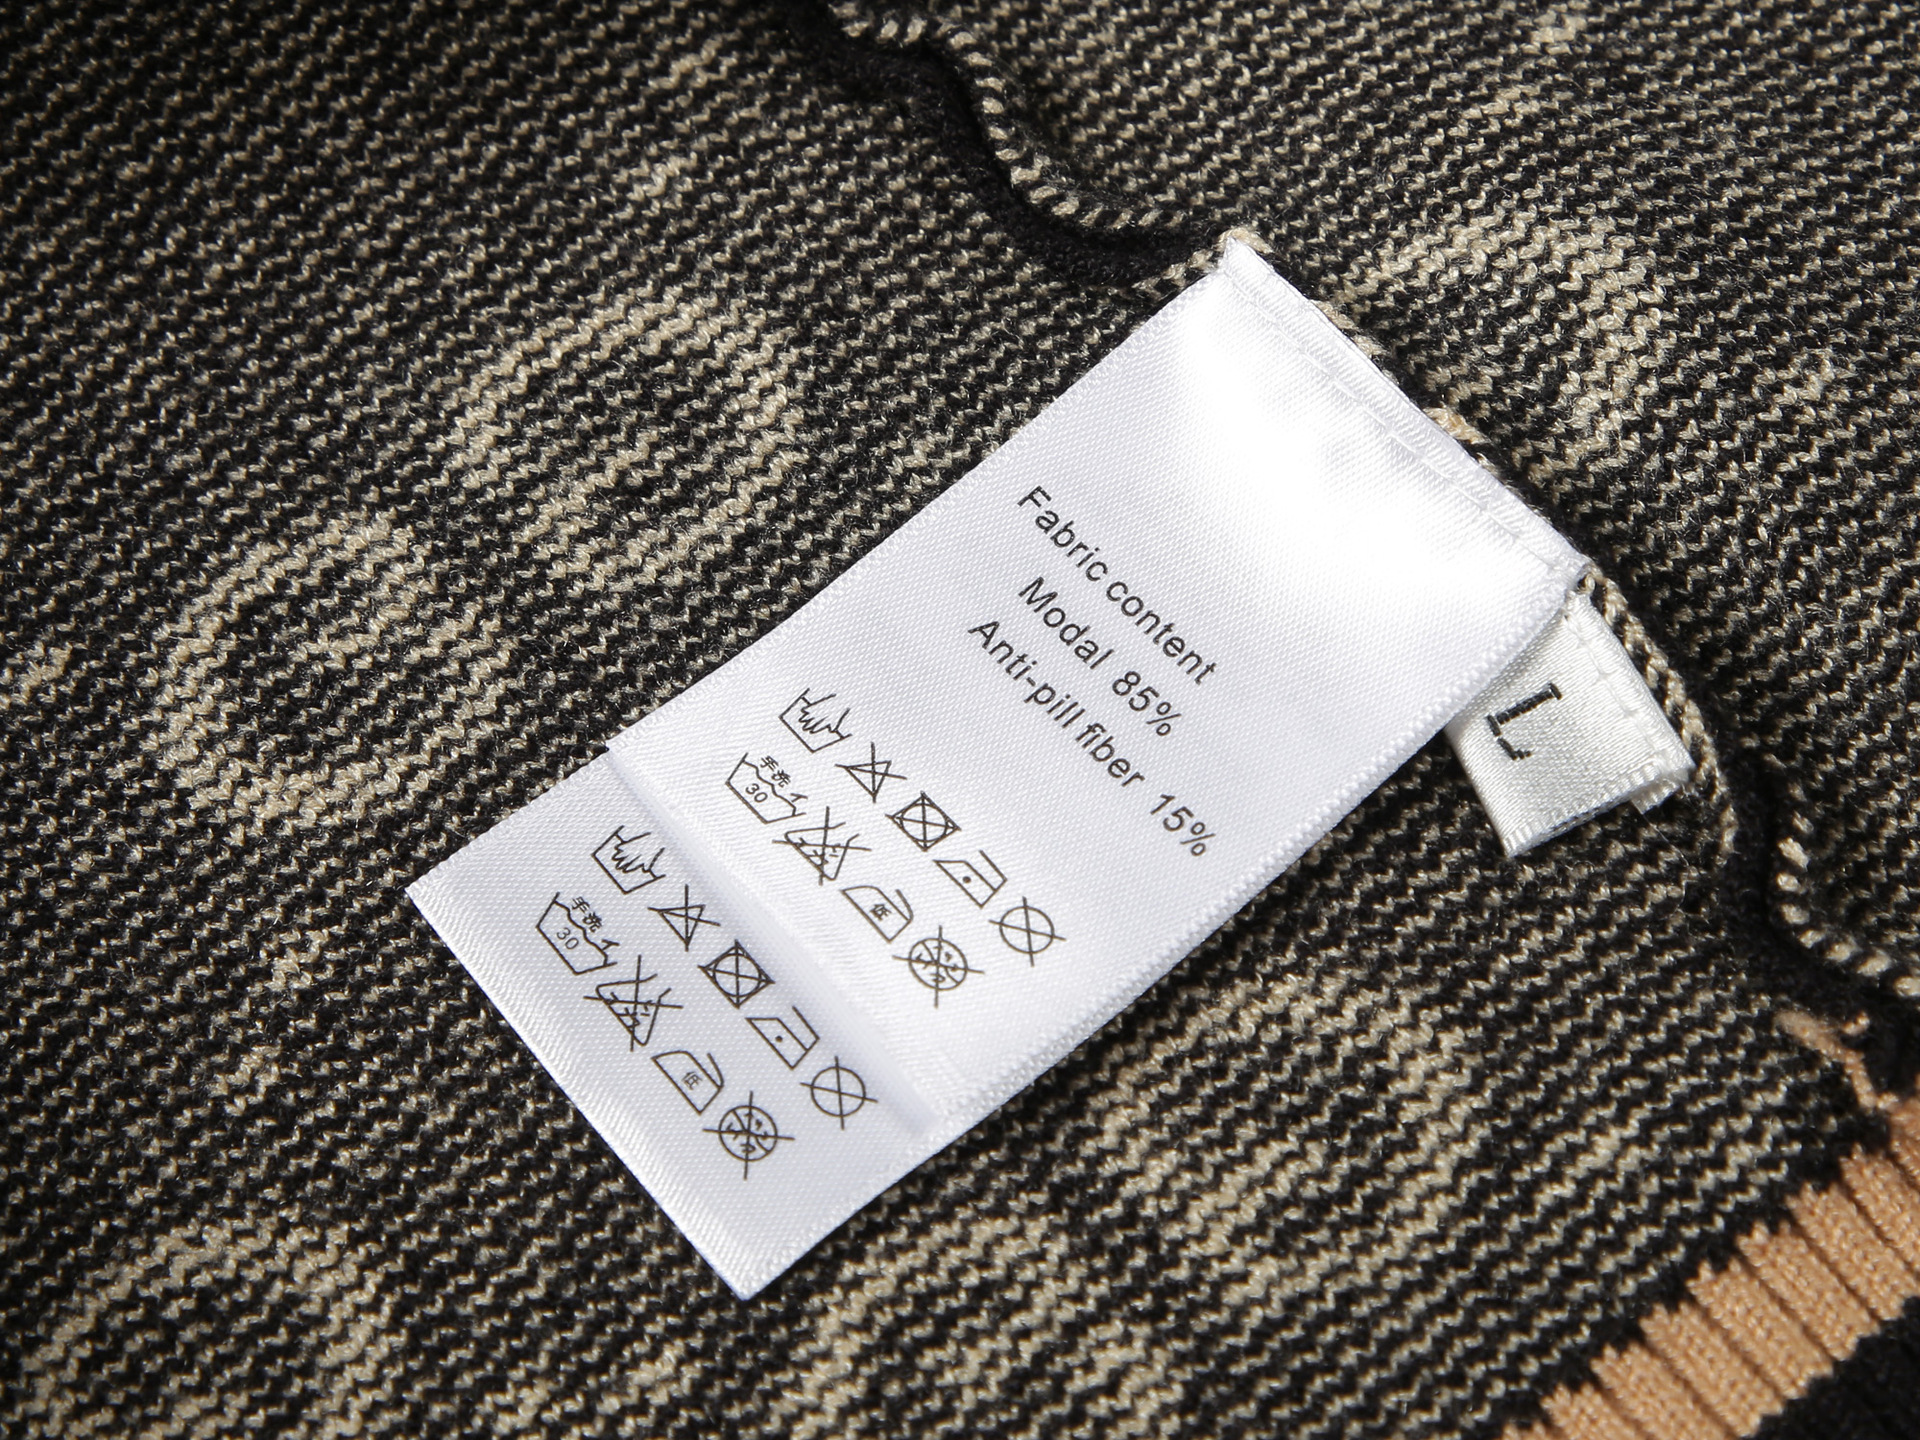 Fabric content
Modal 85%
Anti-pill fiber 15%
手洗
30
低
手洗
30
低
L